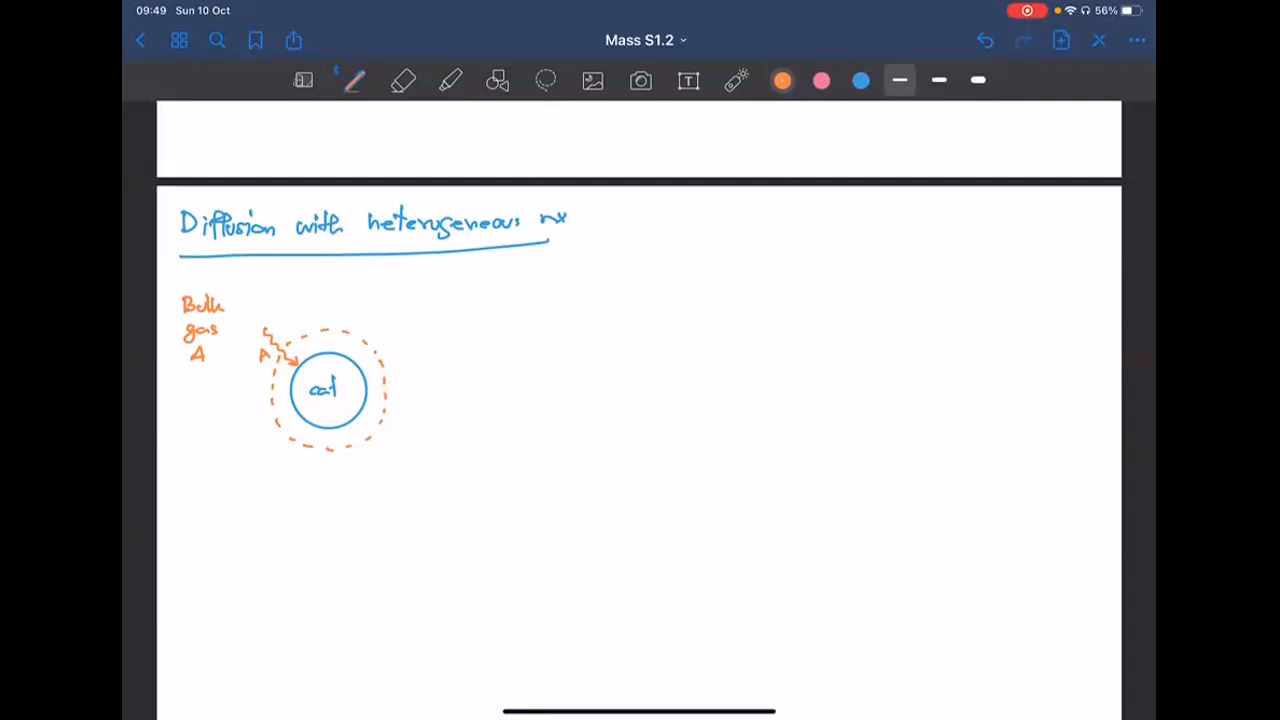 09:49 Sun 10 Oct
56%
Mass S1.2
T
Diffusion with heterogeneous rx
Bulk
gas
A
A
cat